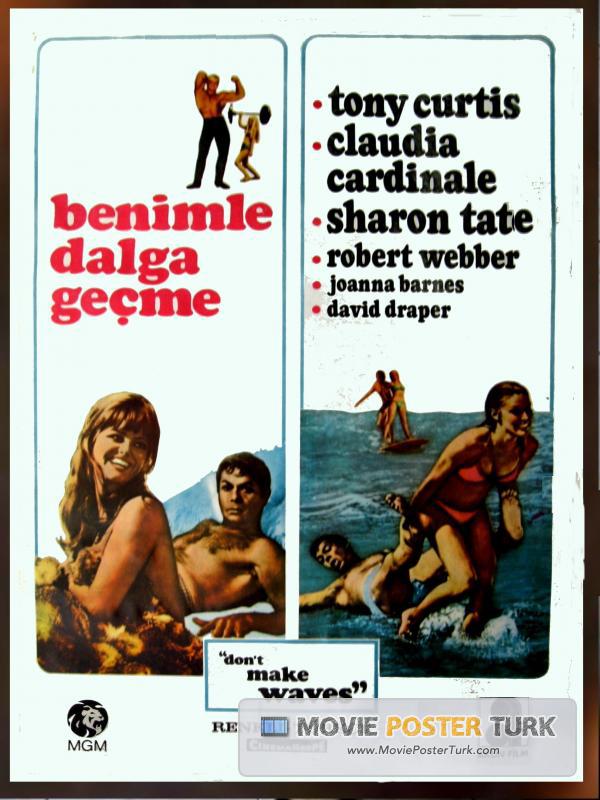 benimle
dalga
geçme
• tony curtis
• claudia
cardinale
• sharon tate
• robert webber
• joanna barnes
• david draper
"don't
make
waves"
MGM
MOVIE POSTER TURK
www.MoviePosterTurk.com